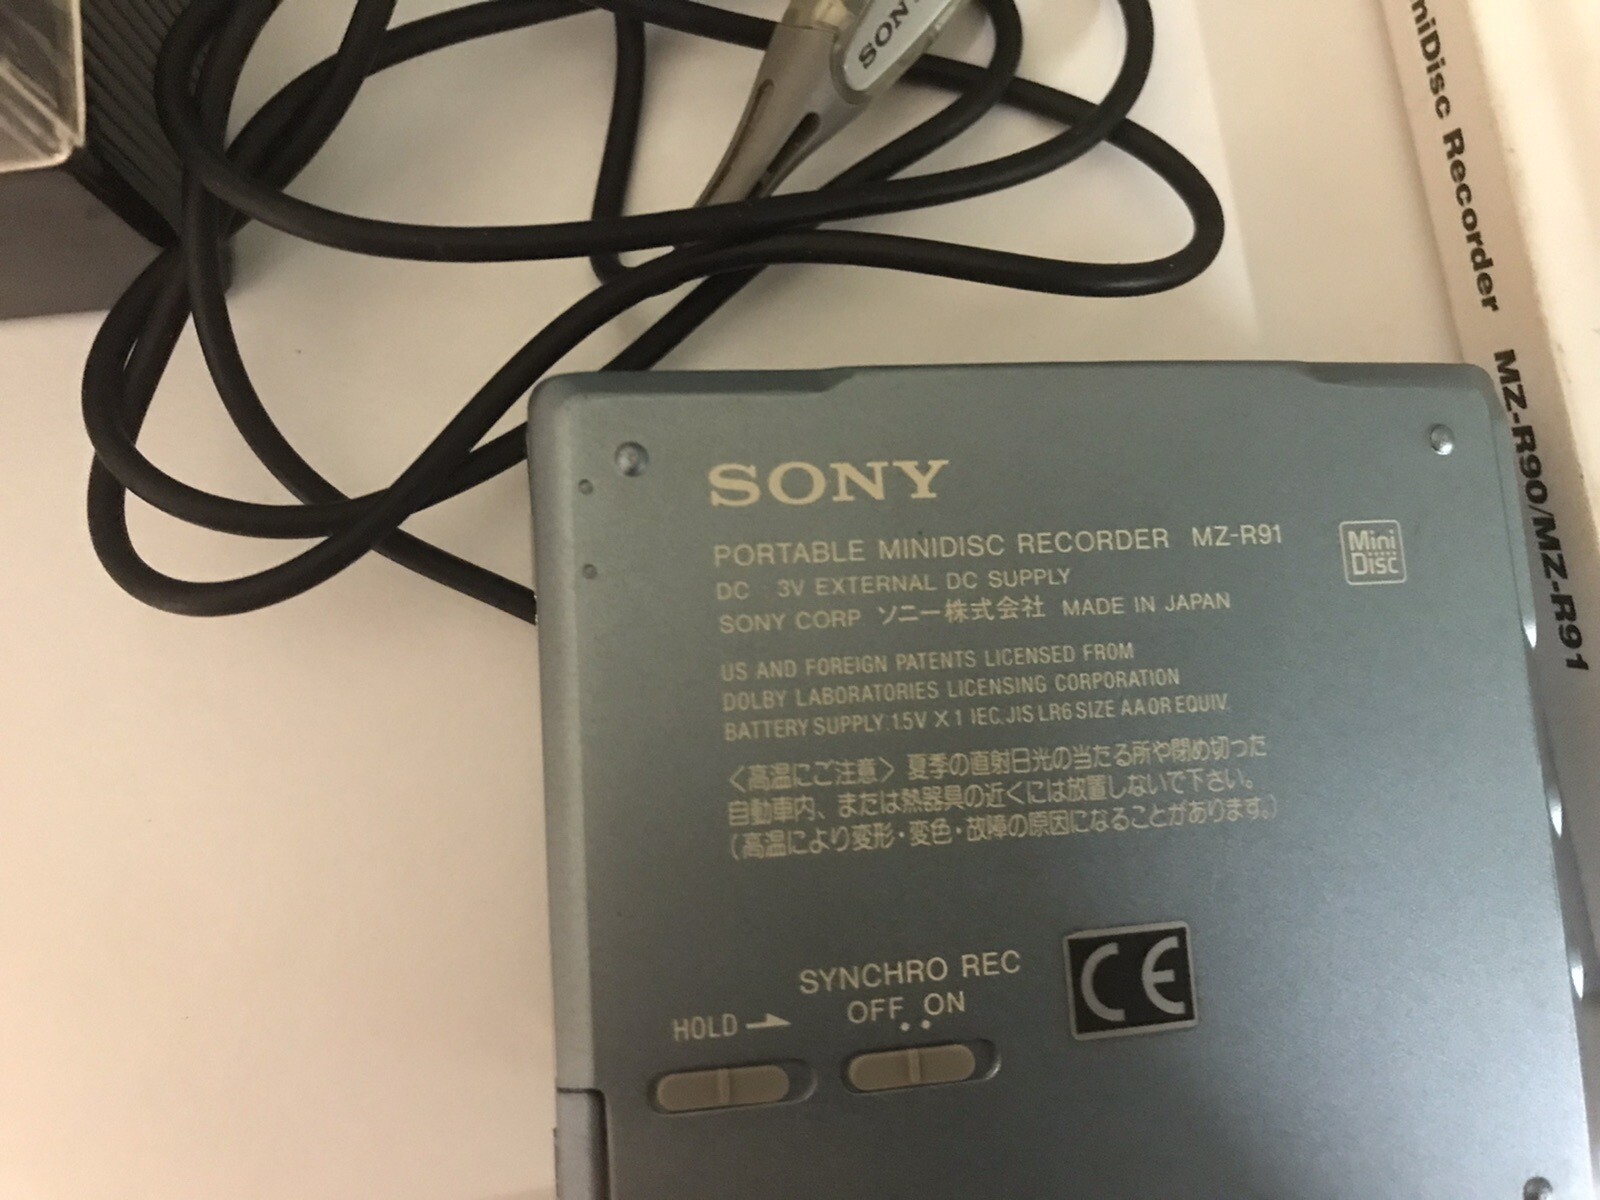 SONY
miniDisc Recorder MZ-R90/MZ-R91
SONY
PORTABLE MINIDISC RECORDER MZ-R91
Mini
Disc
DC 3V EXTERNAL DC SUPPLY
SONY CORP ソニー株式会社 MADE IN JAPAN
US AND FOREIGN PATENTS LICENSED FROM
DOLBY LABORATORIES LICENSING CORPORATION
BATTERY SUPPLY:1.5V X 1 IEC,JIS LR6 SIZE AA OR EQUIV.
〈高温にご注意〉夏季の直射日光の当たる所や閉め切った
自動車内、または熱器具の近くには放置しないで下さい。
(高温により変形・変色・故障の原因になることがあります。)
SYNCHRO REC
OFF ON
HOLD
CE